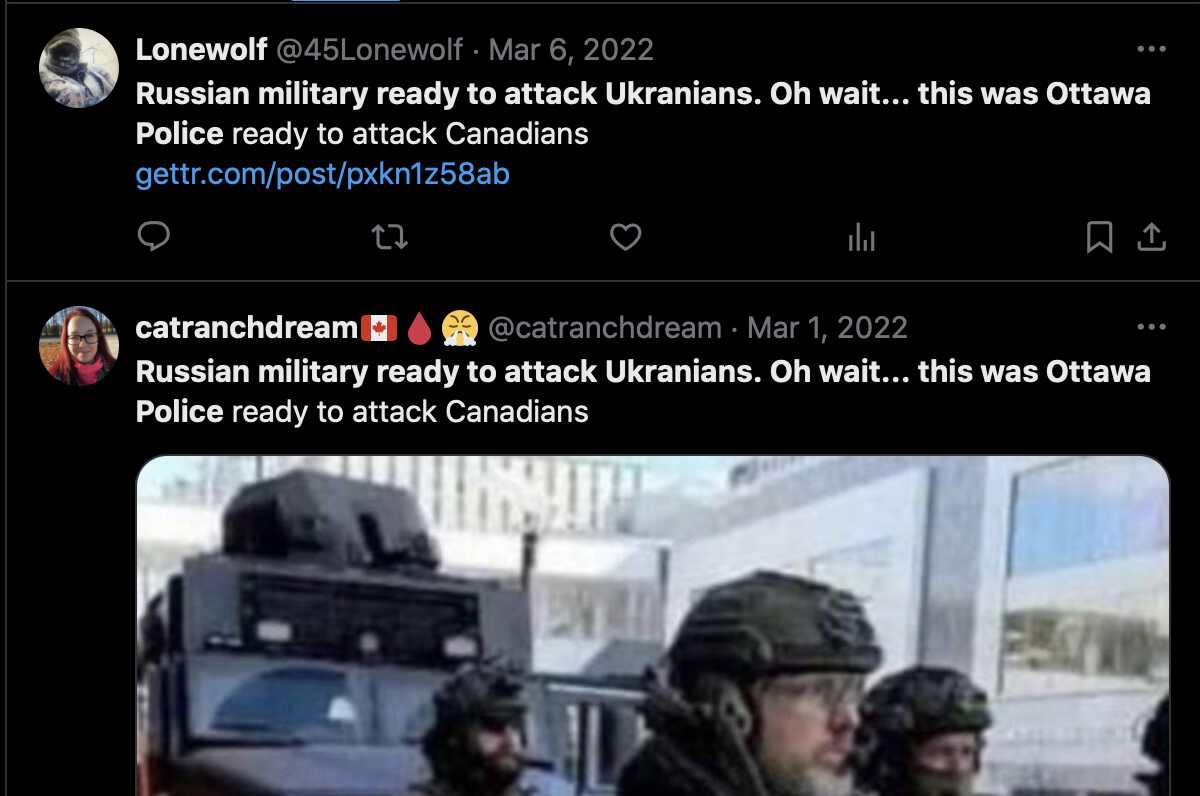 Lonewolf @45Lonewolf · Mar 6, 2022
Russian military ready to attack Ukranians. Oh wait... this was Ottawa
Police ready to attack Canadians
gettr.com/post/pxkn1z58ab
catranchdream🇨🇦🩸😤 @catranchdream · Mar 1, 2022
Russian military ready to attack Ukranians. Oh wait... this was Ottawa
Police ready to attack Canadians